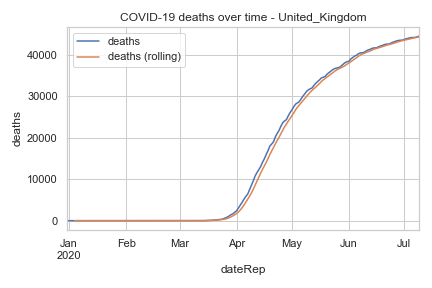 COVID-19 deaths over time - United_Kingdom
deaths
deaths (rolling)
40000
30000
20000
10000
0
deaths
Jan Feb Mar Apr May Jun Jul
2020
dateRep